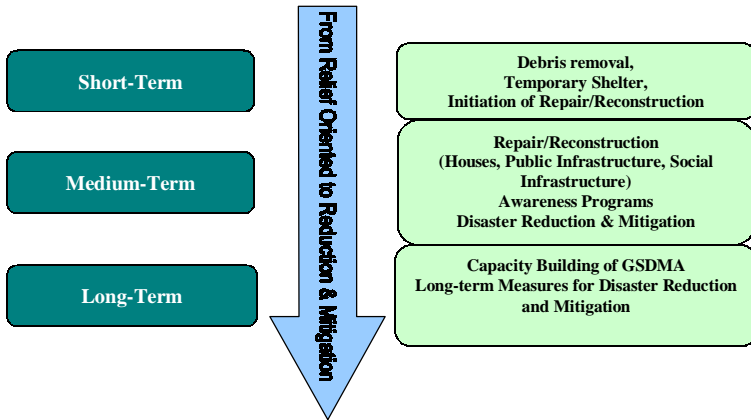 Short-Term
From Relief Oriented to Reduction & Mitigation
Debris removal,
Temporary Shelter,
Initiation of Repair/Reconstruction
Medium-Term
Repair/Reconstruction
(Houses, Public Infrastructure, Social
Infrastructure)
Awareness Programs
Disaster Reduction & Mitigation
Long-Term
Capacity Building of GSDMA
Long-term Measures for Disaster Reduction
and Mitigation